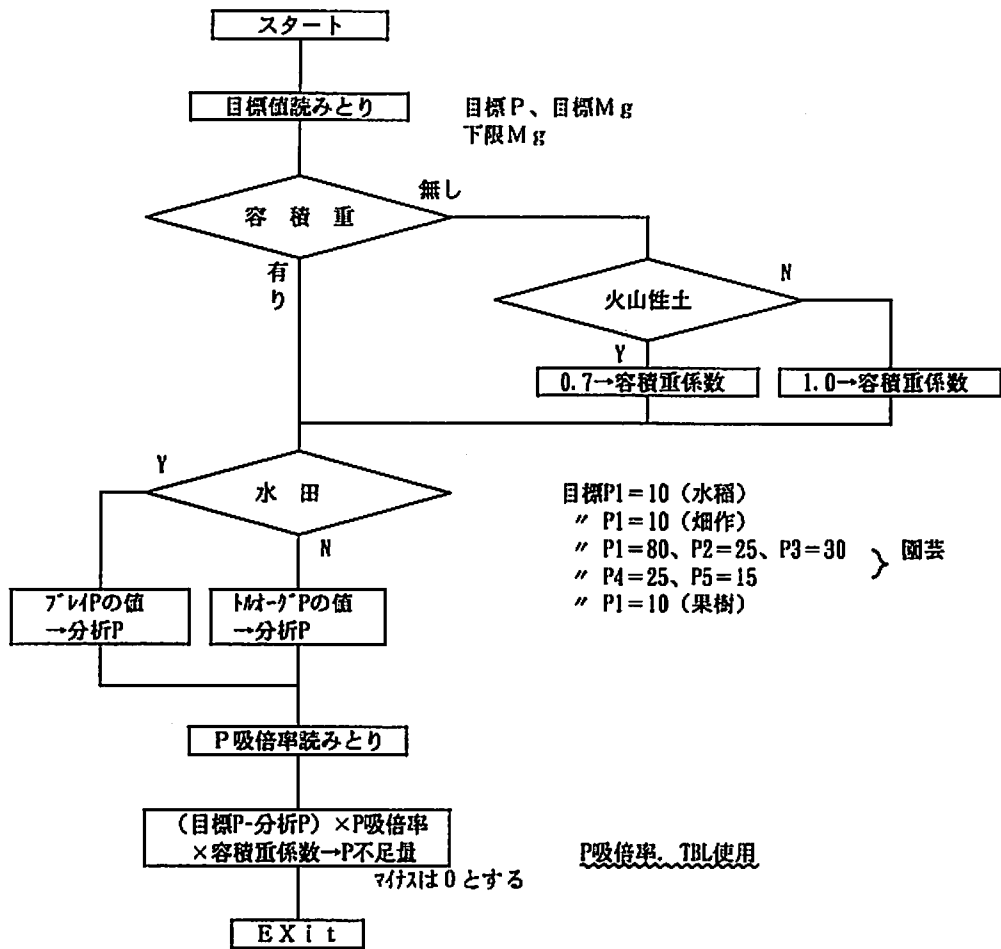 スタート
目標値読みとり
目標P、目標Mg
下限Mg
容積重
無し
有り
火山性土
N
Y
0.7→容積重係数
1.0→容積重係数
Y
水田
N
目標P1=10(水稲)
〃 P1=10(畑作)
〃 P1=80、P2=25、P3=30
〃 P4=25、P5=15
園芸
〃 P1=10(果樹)
ブレイPの値
→分析P
トルオーグPの値
→分析P
P吸倍率読みとり
(目標P-分析P)×P吸倍率
×容積重係数→P不足量
マイナスは0とする
P吸倍率. TBL使用
EXit